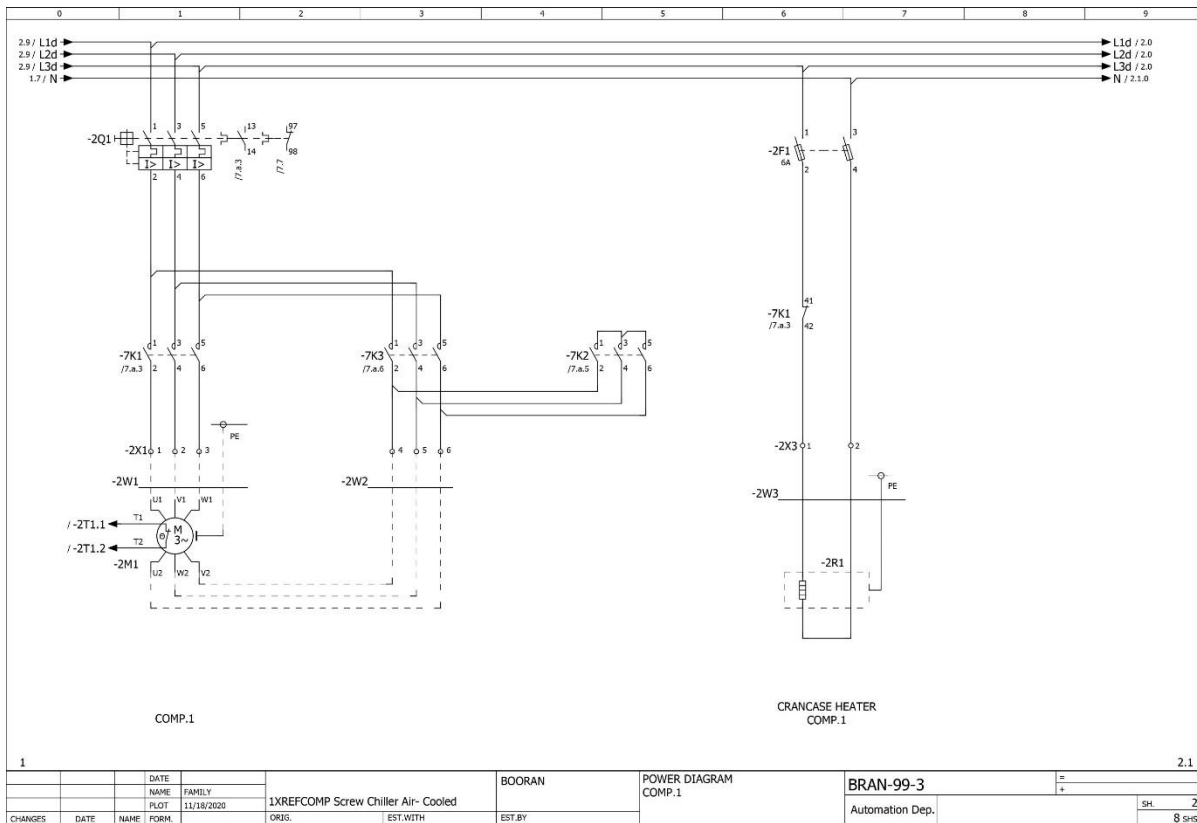 0 1 2 3 4 5 6 7 8 9
2.9 / L1d L1d / 2.0
2.9 / L2d L2d / 2.0
2.9 / L3d L3d / 2.0
1.7 / N N / 2.1.0
-2Q1 1 3 5 13 97
I> I> I> 14 98
2 4 6 /7.a.3 /7.7
-2F1 1 3
6A 2 4
-7K1 41
/7.a.3 42
-7K1 1 3 5
/7.a.3 2 4 6
-7K3 1 3 5
/7.a.6 2 4 6
-7K2 1 3 5
/7.a.5 2 4 6
PE
-2X1 1 2 3 4 5 6
-2X3 1 2
-2W1 -2W2
-2W3 PE
U1 V1 W1
/ -2T1.1 T1 M
/ -2T1.2 T2 Θ 3~
-2M1 U2 W2 V2
-2R1
COMP.1
CRANCASE HEATER
COMP.1
1 2.1
DATE
NAME FAMILY
PLOT 11/18/2020
CHANGES DATE NAME FORM.
1XREFCOMP Screw Chiller Air- Cooled
ORIG. EST.WITH EST.BY
BOORAN
POWER DIAGRAM
COMP.1
BRAN-99-3
Automation Dep.
=
+
SH. 2
8 SHS